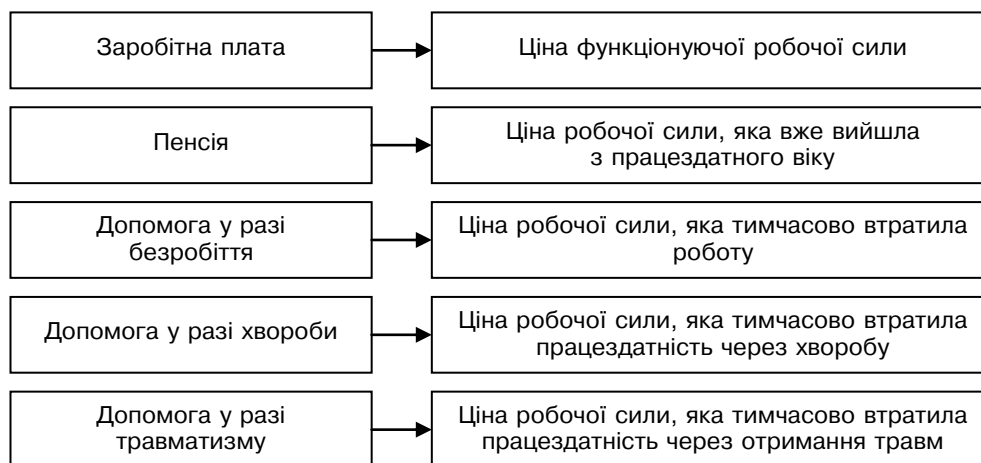 Заробітна плата
Ціна функціонуючої робочої сили
Пенсія
Ціна робочої сили, яка вже вийшла
з працездатного віку
Допомога у разі
безробіття
Ціна робочої сили, яка тимчасово втратила
роботу
Допомога у разі хвороби
Ціна робочої сили, яка тимчасово втратила
працездатність через хворобу
Допомога у разі
травматизму
Ціна робочої сили, яка тимчасово втратила
працездатність через отримання травм